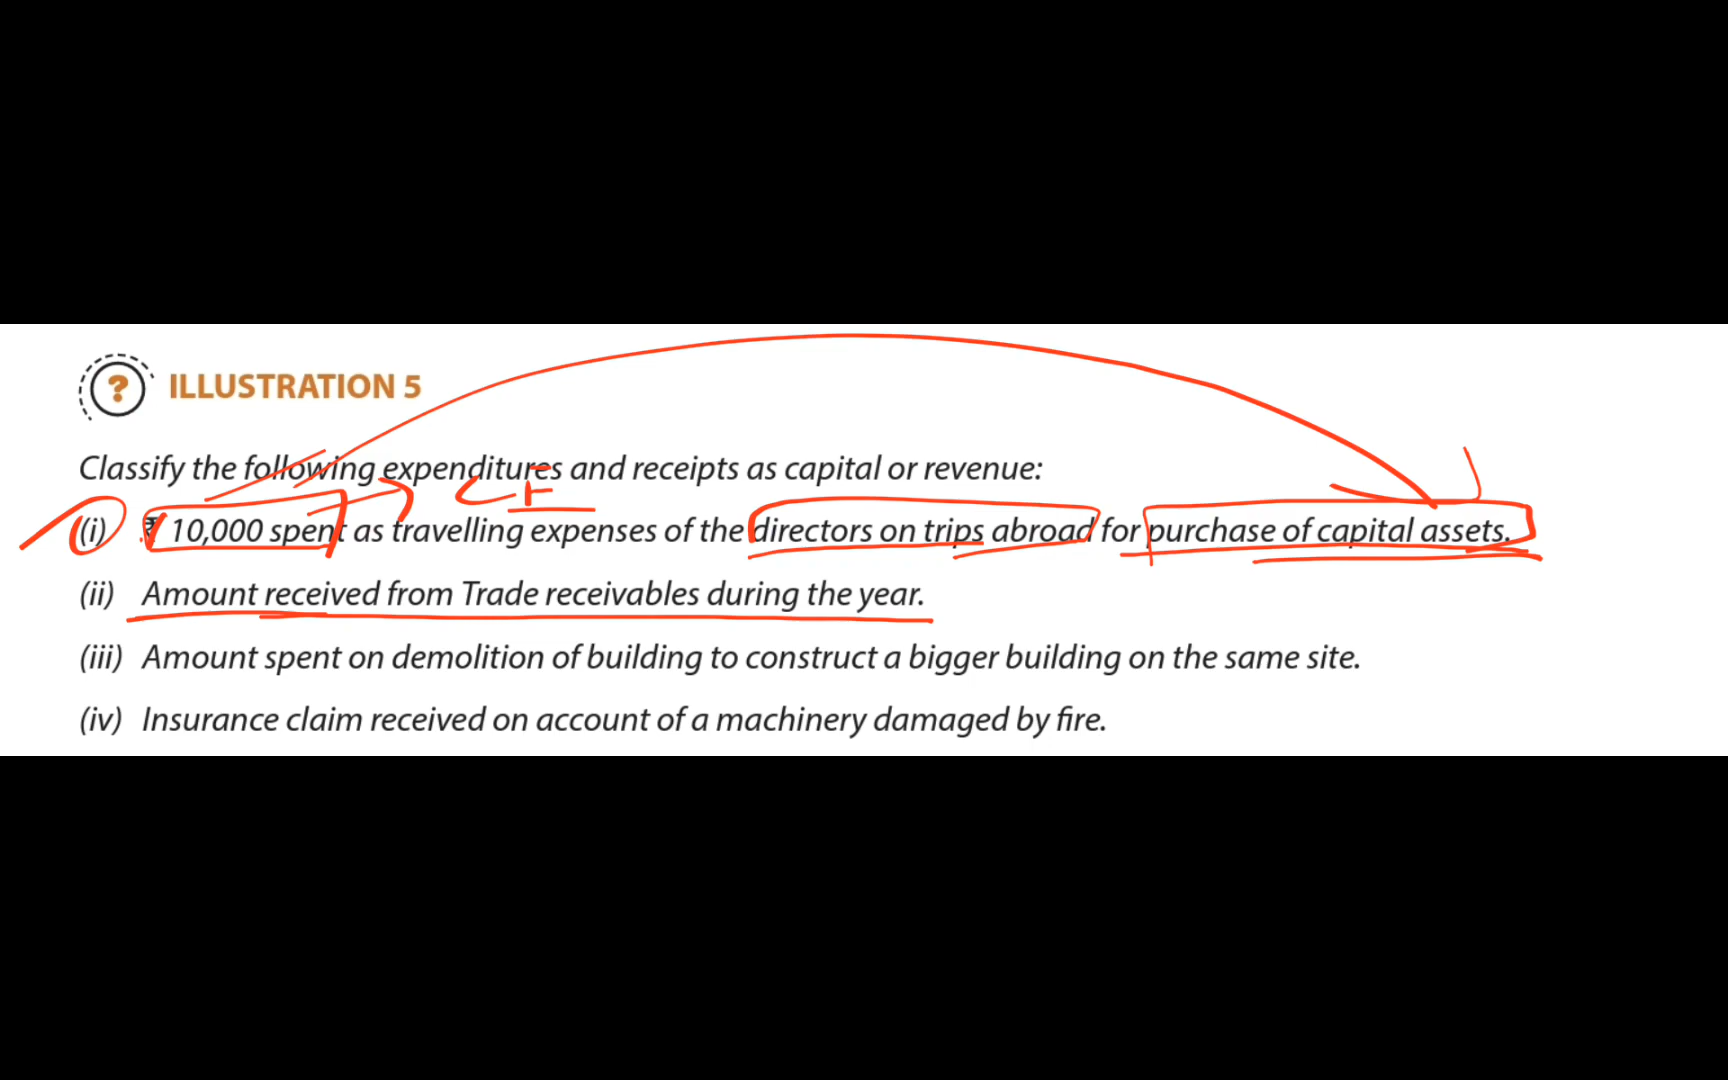 ?
ILLUSTRATION 5
Classify the following expenditures and receipts as capital or revenue:
CE
(i) ₹ 10,000 spent as travelling expenses of the directors on trips abroad for purchase of capital assets.
(ii) Amount received from Trade receivables during the year.
(iii) Amount spent on demolition of building to construct a bigger building on the same site.
(iv) Insurance claim received on account of a machinery damaged by fire.